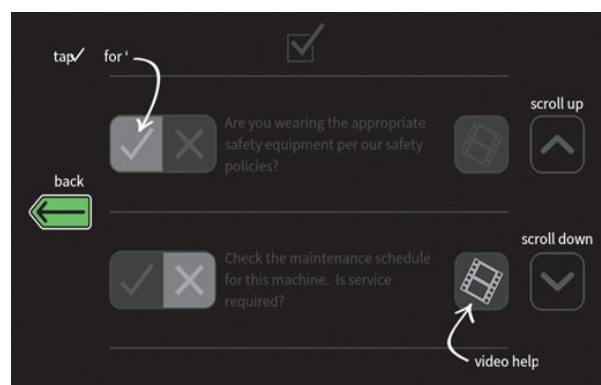 tap✓ for ‘
Are you wearing the appropriate
safety equipment per our safety
policies?
scroll up
back
Check the maintenance schedule
for this machine. Is service
required?
scroll down
video help